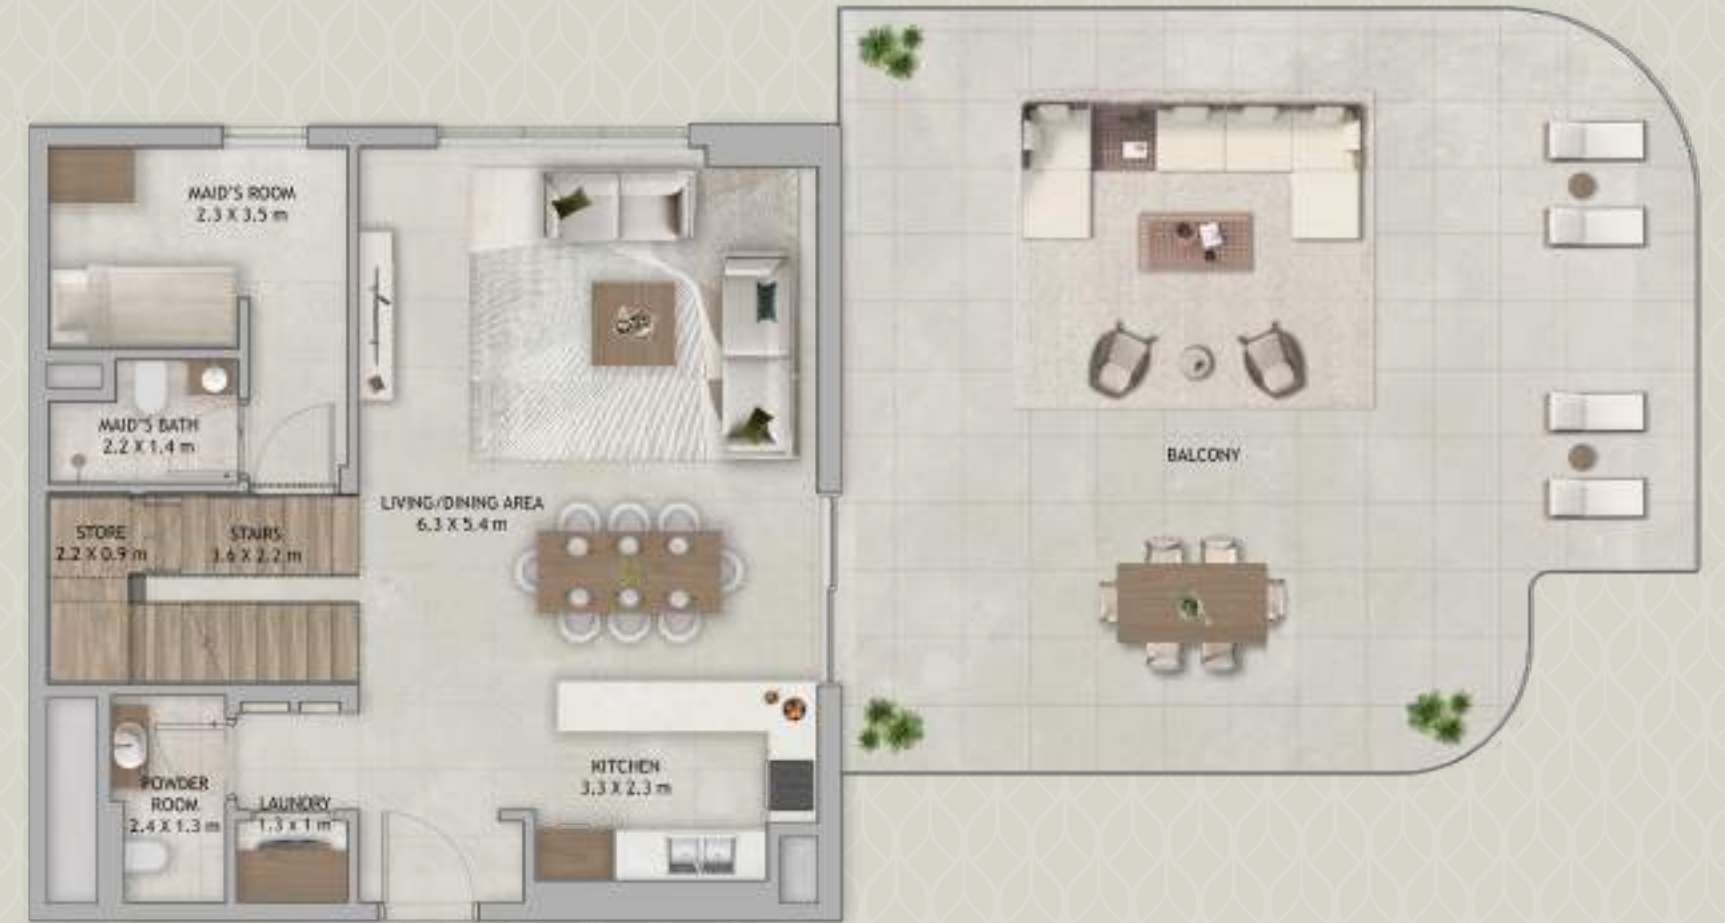 MAID'S ROOM
2.3 X 3.5 m
MAID'S BATH
2.2 X 1.4 m
LIVING/DINING AREA
6.3 X 5.4 m
BALCONY
STORE
2.2 X 0.9 m
STAIRS
3.6 X 2.2 m
KITCHEN
3.3 X 2.3 m
POWDER
ROOM
2.4 X 1.3 m
LAUNDRY
1.3 x 1 m